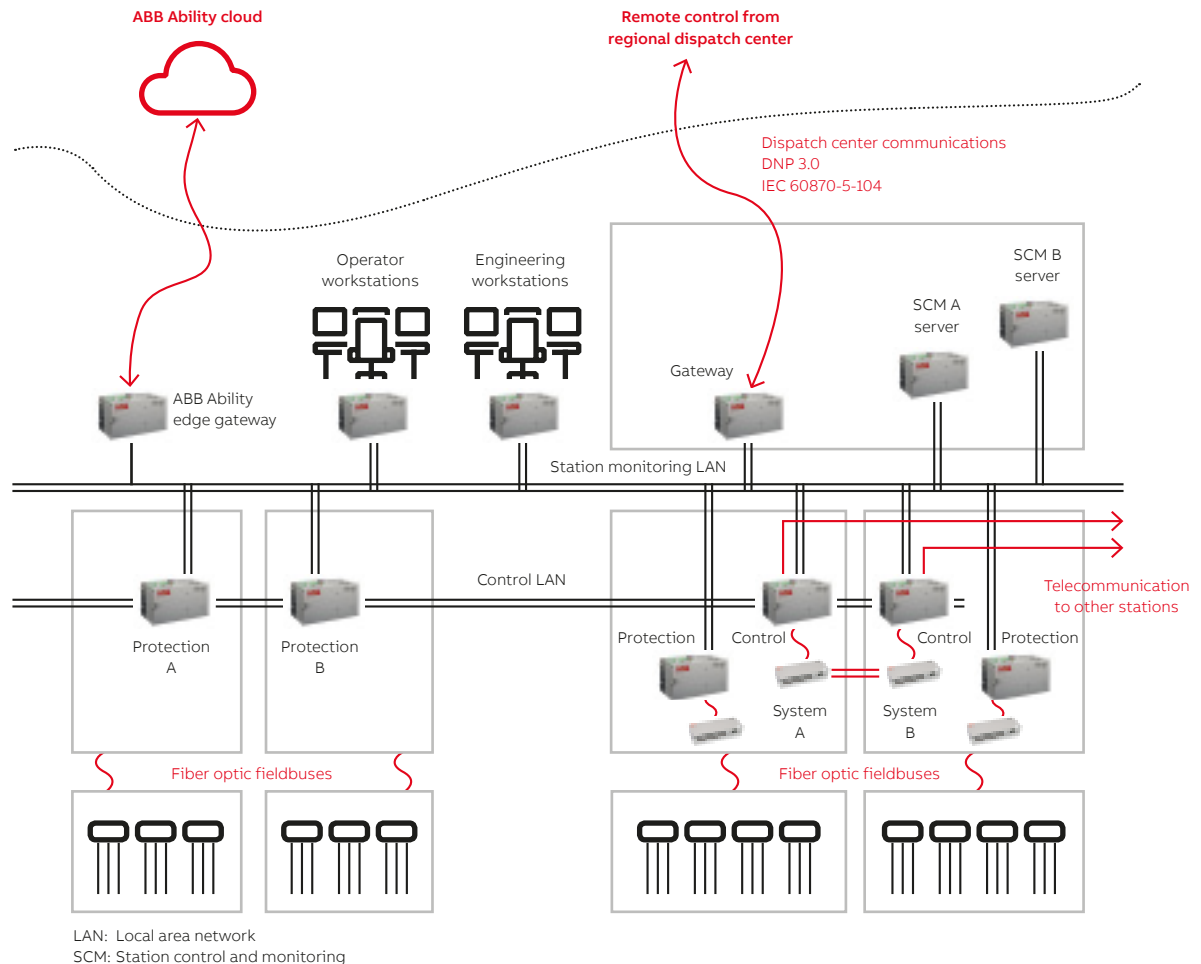 ABB Ability cloud
Remote control from
regional dispatch center
Dispatch center communications
DNP 3.0
IEC 60870-5-104
Operator
workstations
Engineering
workstations
SCM B
server
SCM A
server
Gateway
ABB Ability
edge gateway
Station monitoring LAN
Control LAN
Telecommunication
to other stations
Protection
A
Protection
B
Protection
Control
Control
Protection
System
A
System
B
Fiber optic fieldbuses
Fiber optic fieldbuses
LAN: Local area network
SCM: Station control and monitoring